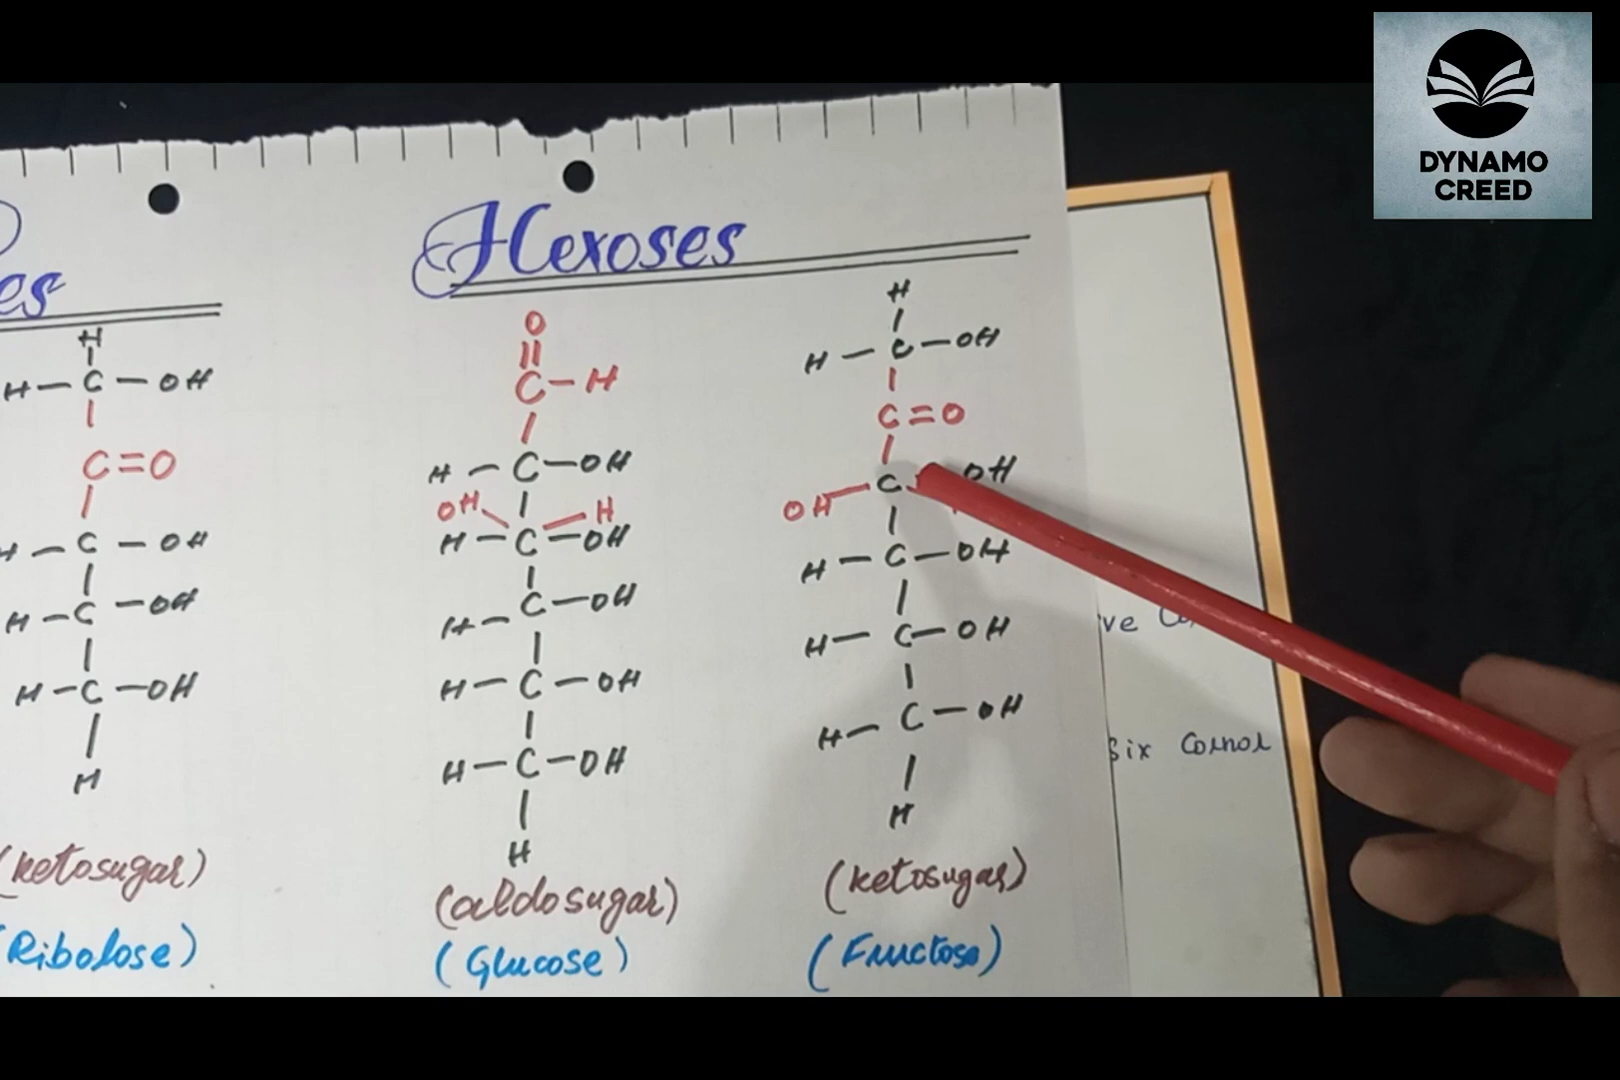 DYNAMO
CREED
Hexoses
es
H
H—C—OH
C=O
H—C—OH
H—C—OH
H—C—OH
H
(ketosugar)
(Ribolose)
O
C—H
H—C—OH
OH H
H—C—OH
H—C—OH
H—C—OH
H—C—OH
H
(aldosugar)
(Glucose)
H
H—C—OH
C=O
C OH
OH
H—C—OH
H—C—OH
H—C—OH
H
(ketosugar)
(Fructose)
ve
Six